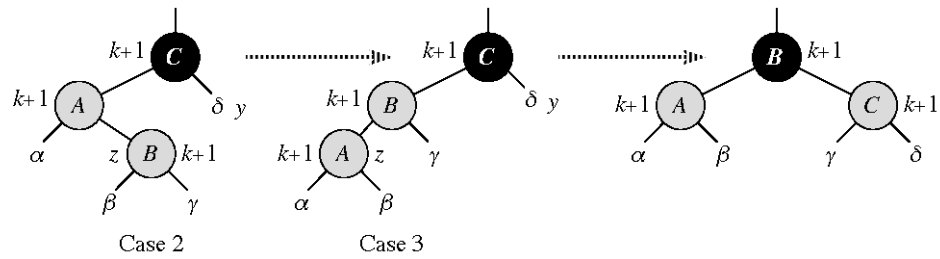 k+1 C k+1 C B k+1
k+1 A δ y k+1 B δ y k+1 A C k+1
α z B k+1 k+1 A z γ α β γ δ
β γ α β
Case 2 Case 3